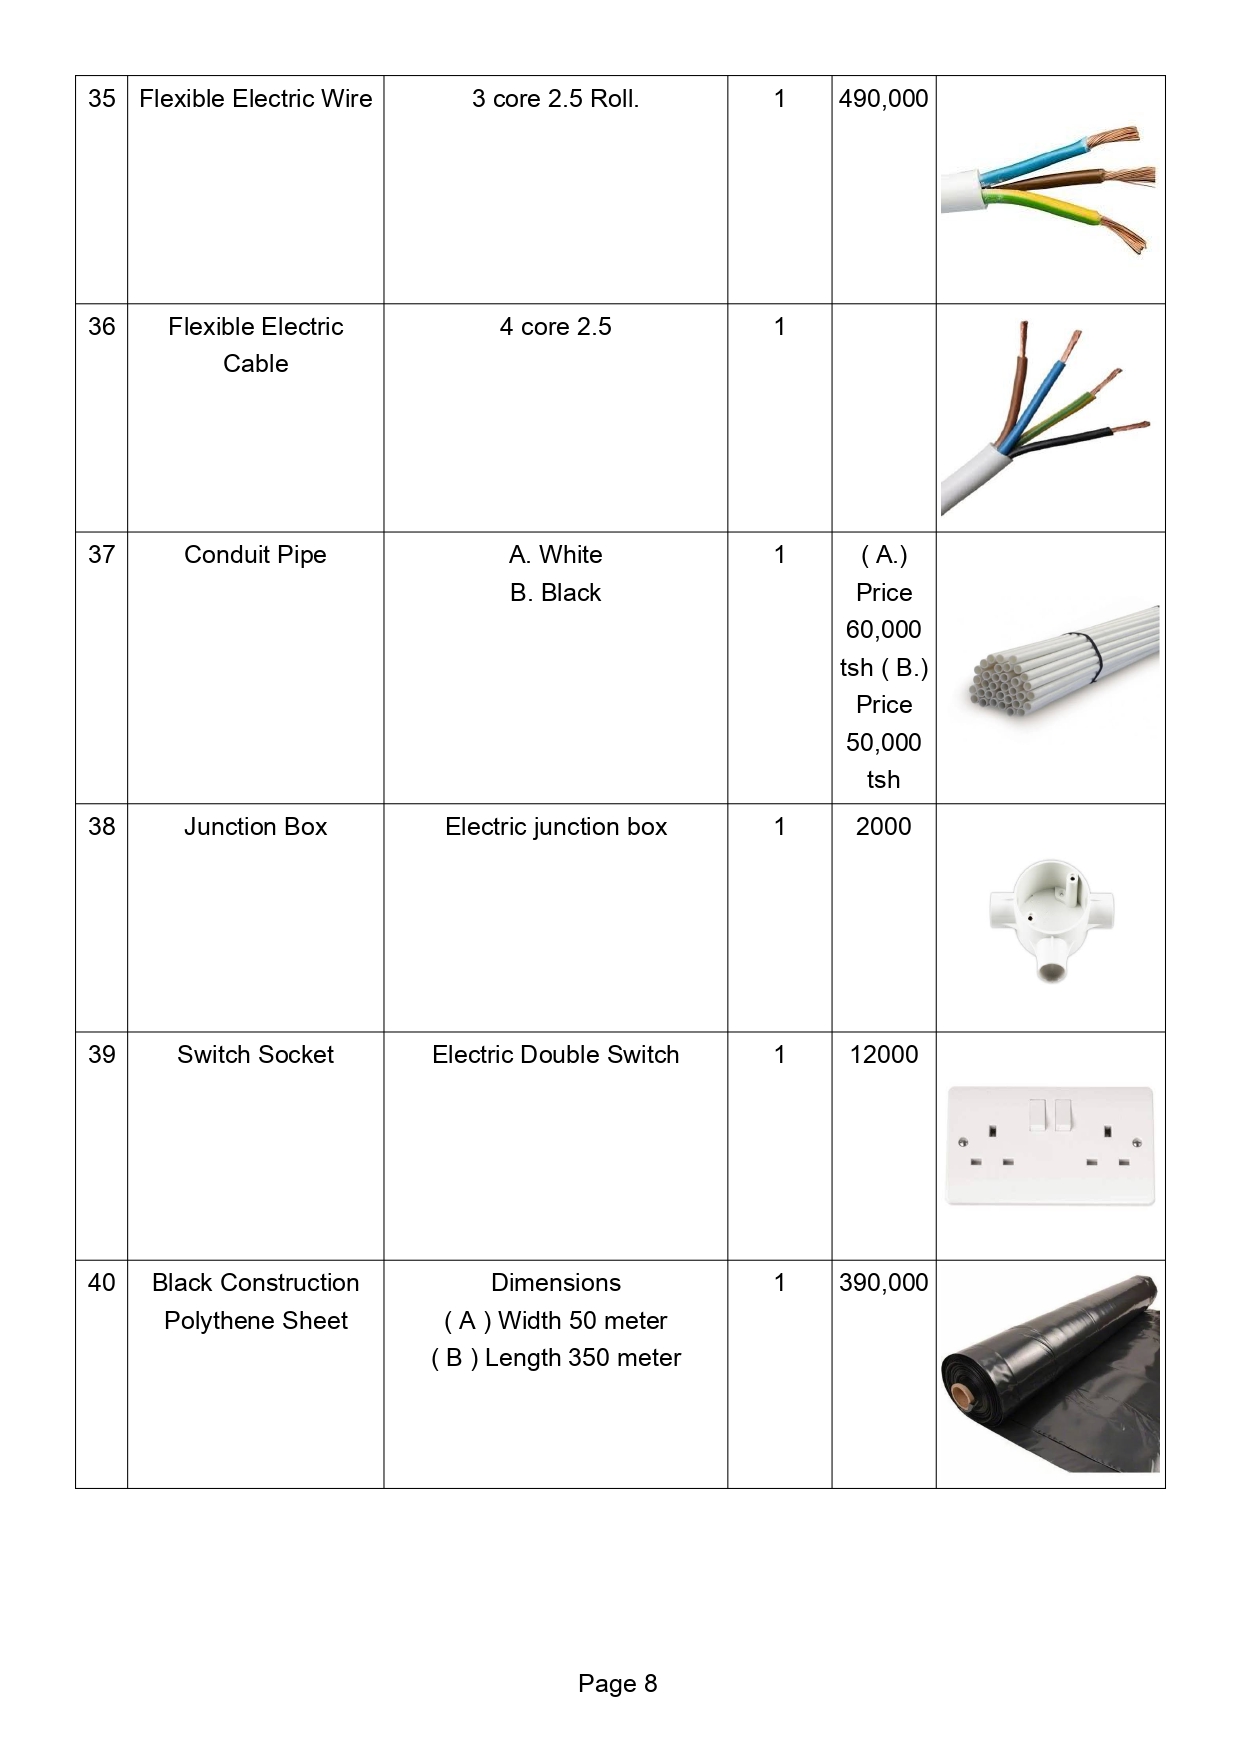 35 Flexible Electric Wire 3 core 2.5 Roll. 1 490,000
36 Flexible Electric 4 core 2.5 1
Cable
37 Conduit Pipe A. White 1 ( A.)
B. Black Price
60,000
tsh ( B.)
Price
50,000
tsh
38 Junction Box Electric junction box 1 2000
39 Switch Socket Electric Double Switch 1 12000
40 Black Construction Dimensions 1 390,000
Polythene Sheet ( A ) Width 50 meter
( B ) Length 350 meter
Page 8